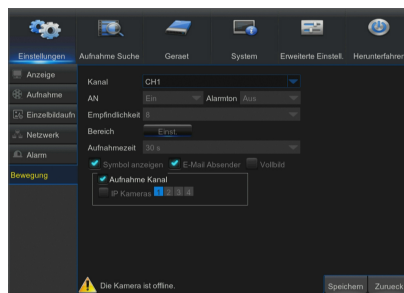 Einstellungen Aufnahme Suche Geraet System Erweiterte Einstell. Herunterfahren
Anzeige
Aufnahme
Einzelbildaufn
Netzwerk
Alarm
Bewegung
Kanal CH1
AN Ein Alarmton Aus
Empfindlichkeit 8
Bereich Einst.
Aufnahmezeit 30 s
Symbol anzeigen E-Mail Absender Vollbild
Aufnahme Kanal
IP Kameras 1 2 3 4
Die Kamera ist offline.
Speichern Zurueck